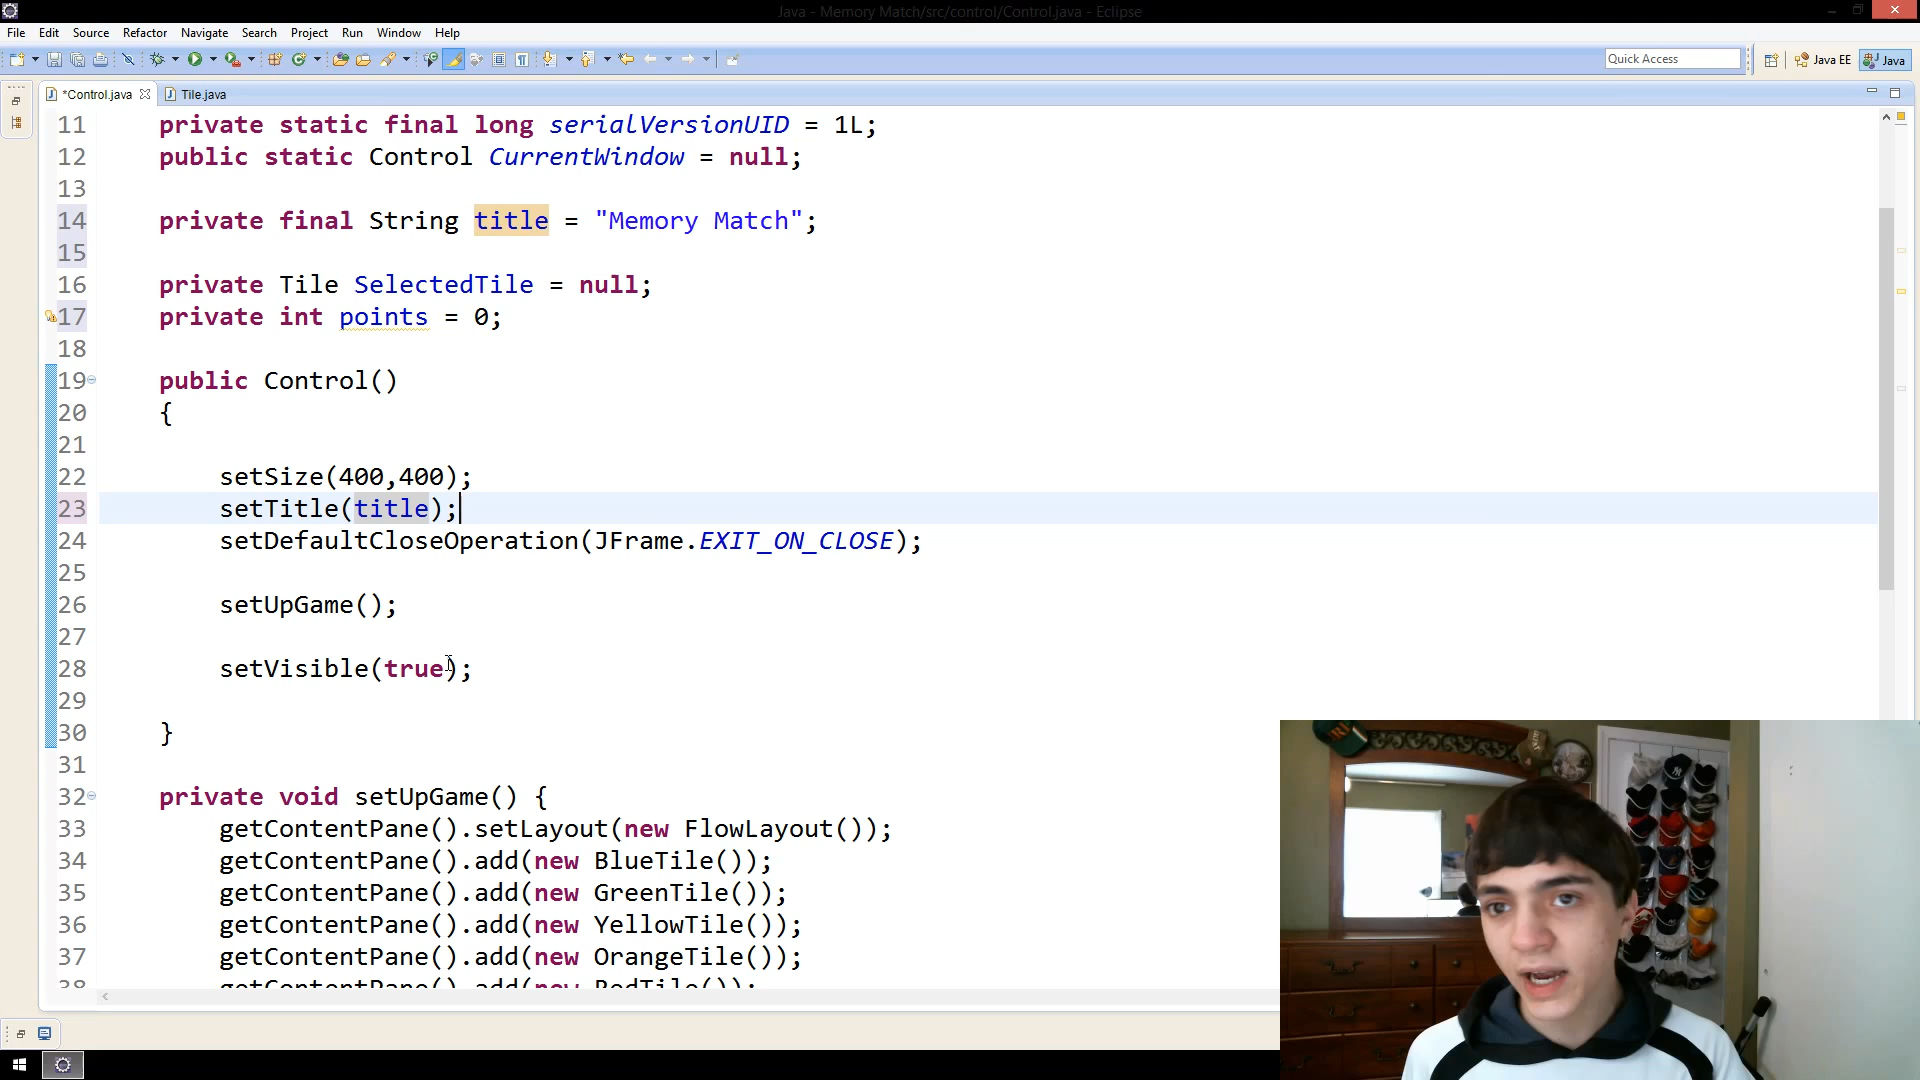 Java - Memory Match/src/control/Control.java - Eclipse
File Edit Source Refactor Navigate Search Project Run Window Help
Quick Access
Java EE
Java
*Control.java
Tile.java
11 private static final long serialVersionUID = 1L;
12 public static Control CurrentWindow = null;
13
14 private final String title = "Memory Match";
15
16 private Tile SelectedTile = null;
17 private int points = 0;
18
19 public Control()
20 {
21
22 setSize(400,400);
23 setTitle(title);
24 setDefaultCloseOperation(JFrame.EXIT_ON_CLOSE);
25
26 setUpGame();
27
28 setVisible(true);
29
30 }
31
32 private void setUpGame() {
33 getContentPane().setLayout(new FlowLayout());
34 getContentPane().add(new BlueTile());
35 getContentPane().add(new GreenTile());
36 getContentPane().add(new YellowTile());
37 getContentPane().add(new OrangeTile());
38 getContentPane().add(new RedTile());